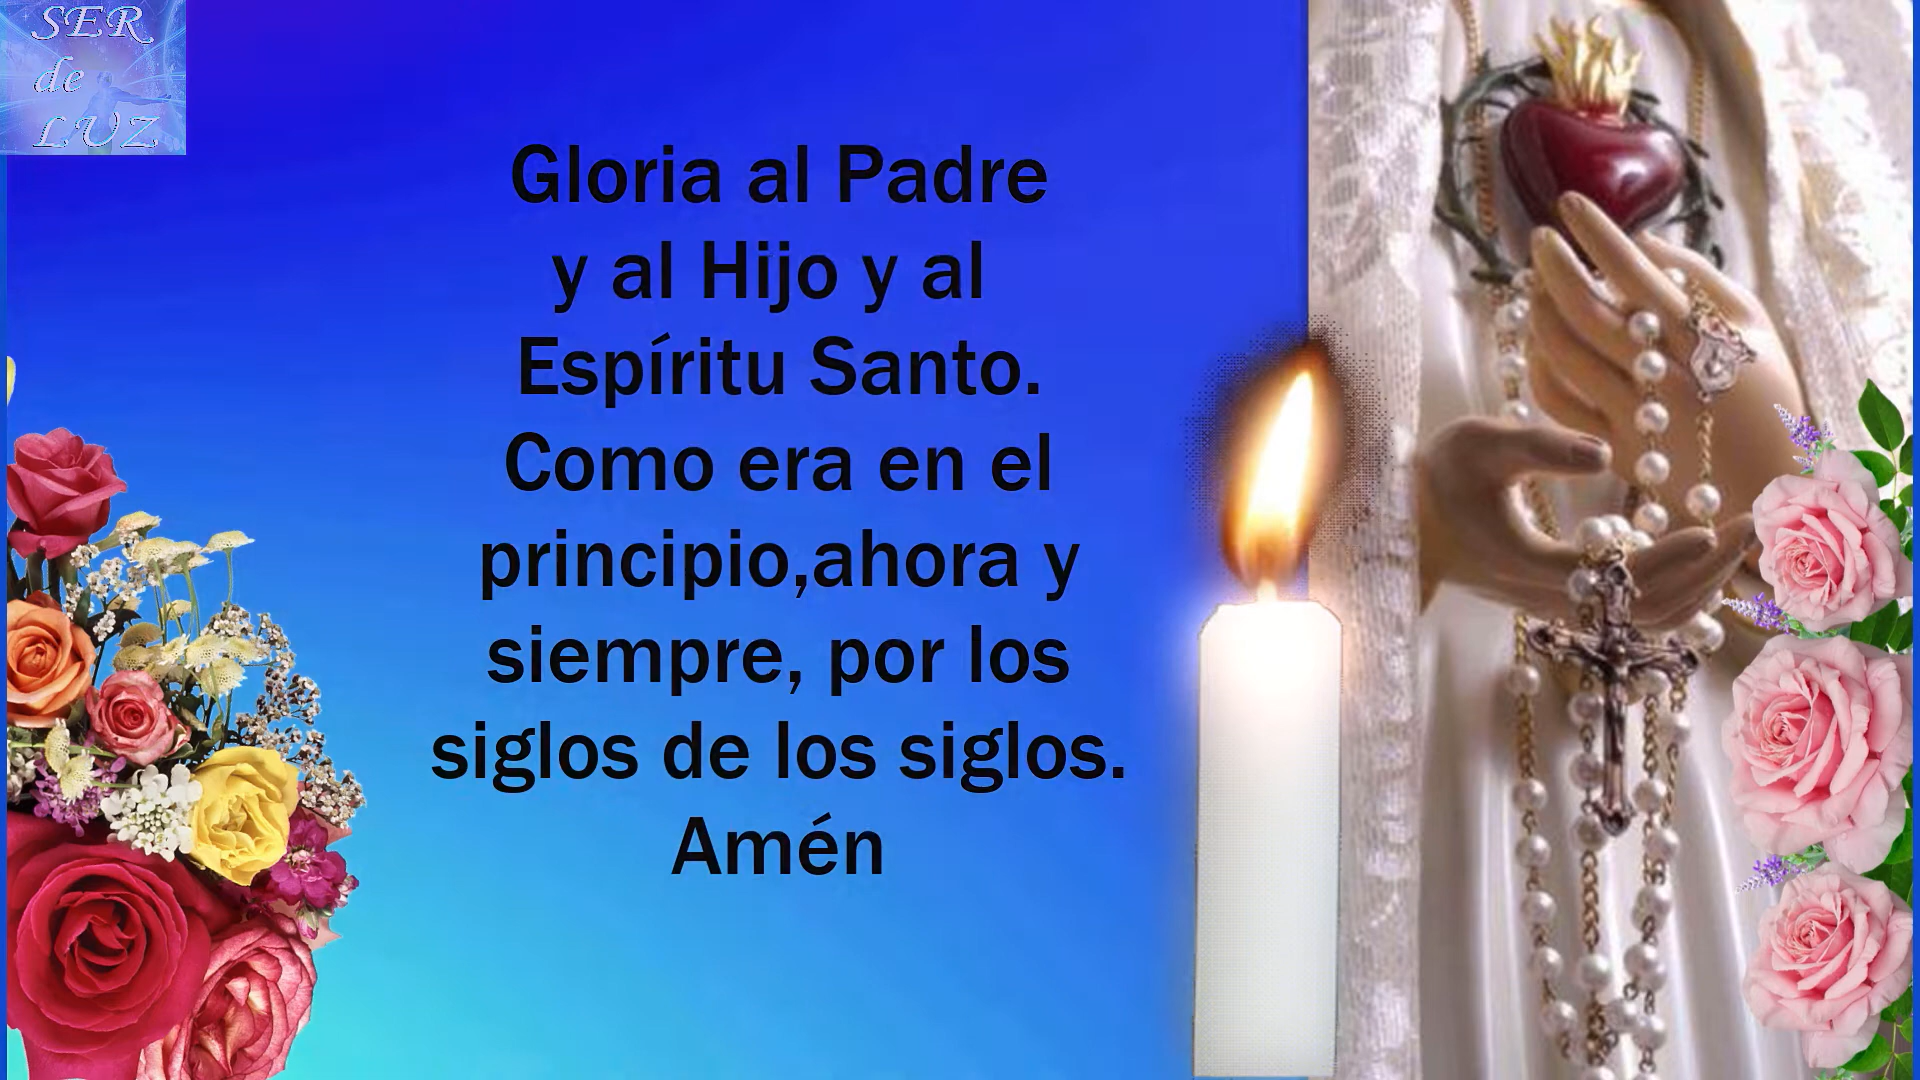 SER
de
LUZ
Gloria al Padre
y al Hijo y al
Espíritu Santo.
Como era en el
principio,ahora y
siempre, por los
siglos de los siglos.
Amén